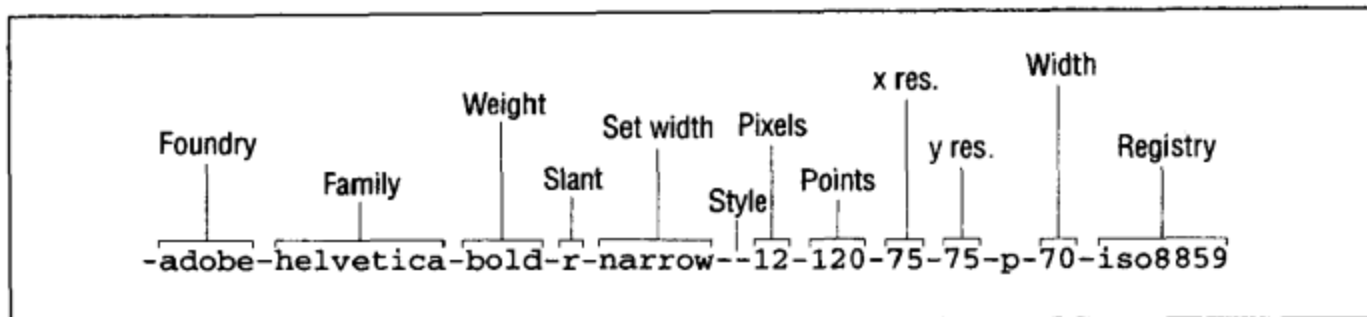 Width
x res.
Weight
Set width
Pixels
Foundry
y res.
Registry
Family
Slant
Points
Style
-adobe-helvetica-bold-r-narrow--12-120-75-75-p-70-iso8859